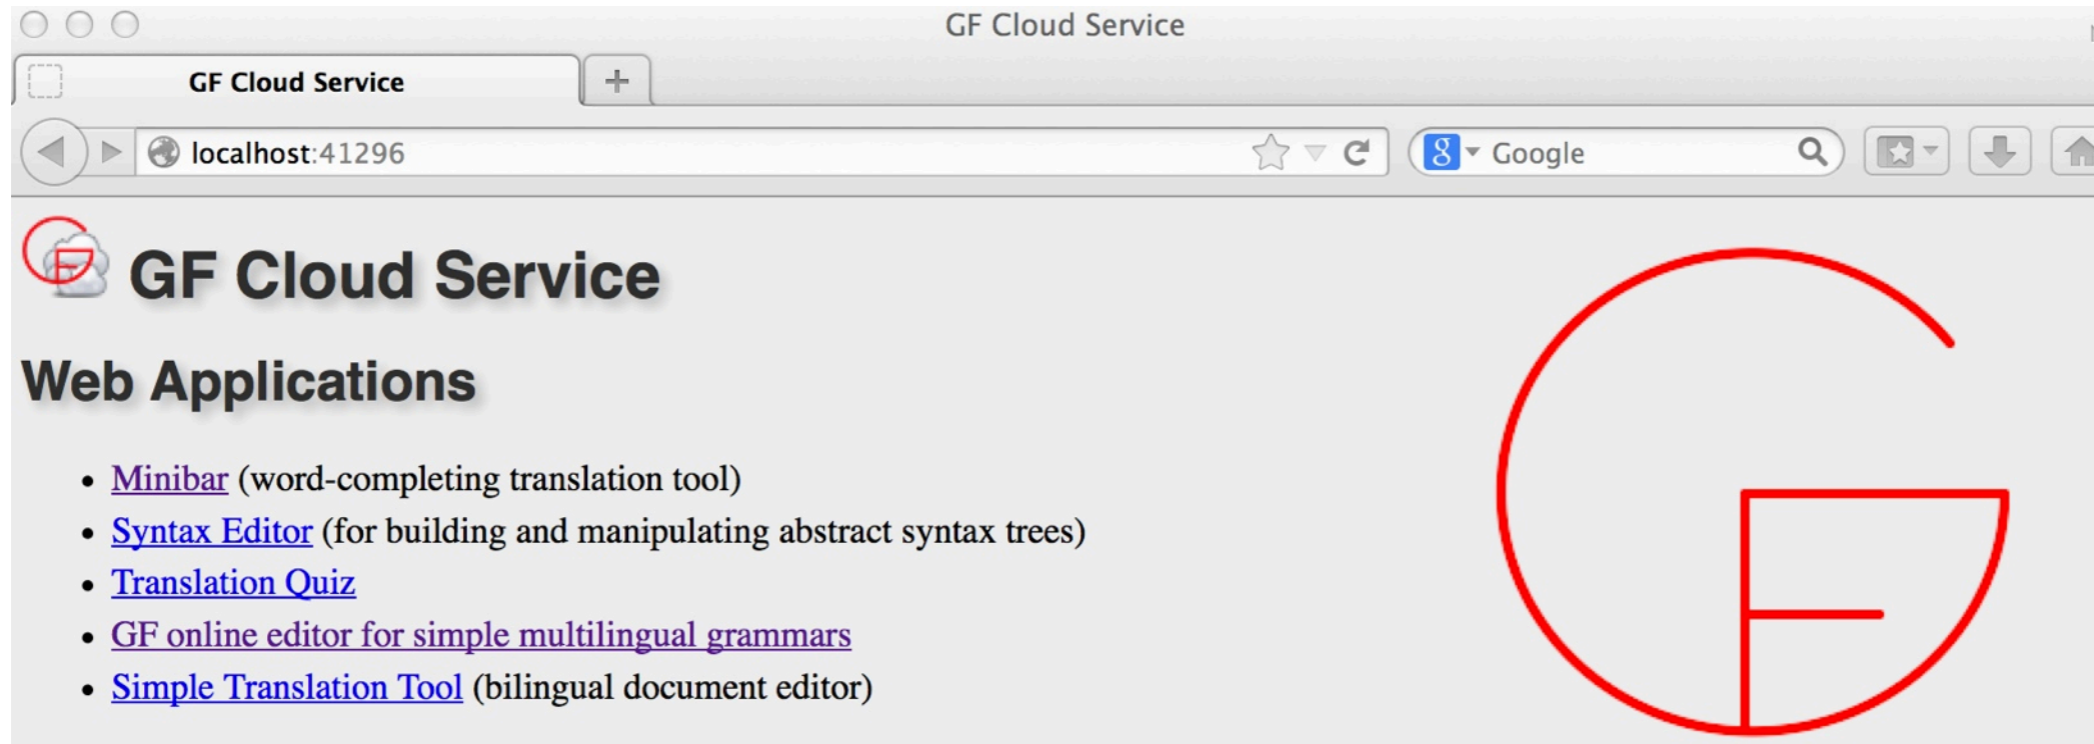 GF Cloud Service
GF Cloud Service
localhost:41296
Google
GF Cloud Service
Web Applications
Minibar (word-completing translation tool)
Syntax Editor (for building and manipulating abstract syntax trees)
Translation Quiz
GF online editor for simple multilingual grammars
Simple Translation Tool (bilingual document editor)